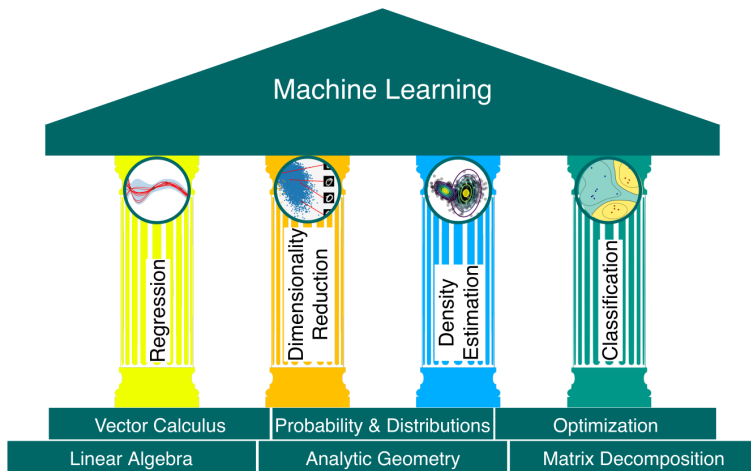 Machine Learning
Regression
Dimensionality
Reduction
Density
Estimation
Classification
Vector Calculus
Probability & Distributions
Optimization
Linear Algebra
Analytic Geometry
Matrix Decomposition